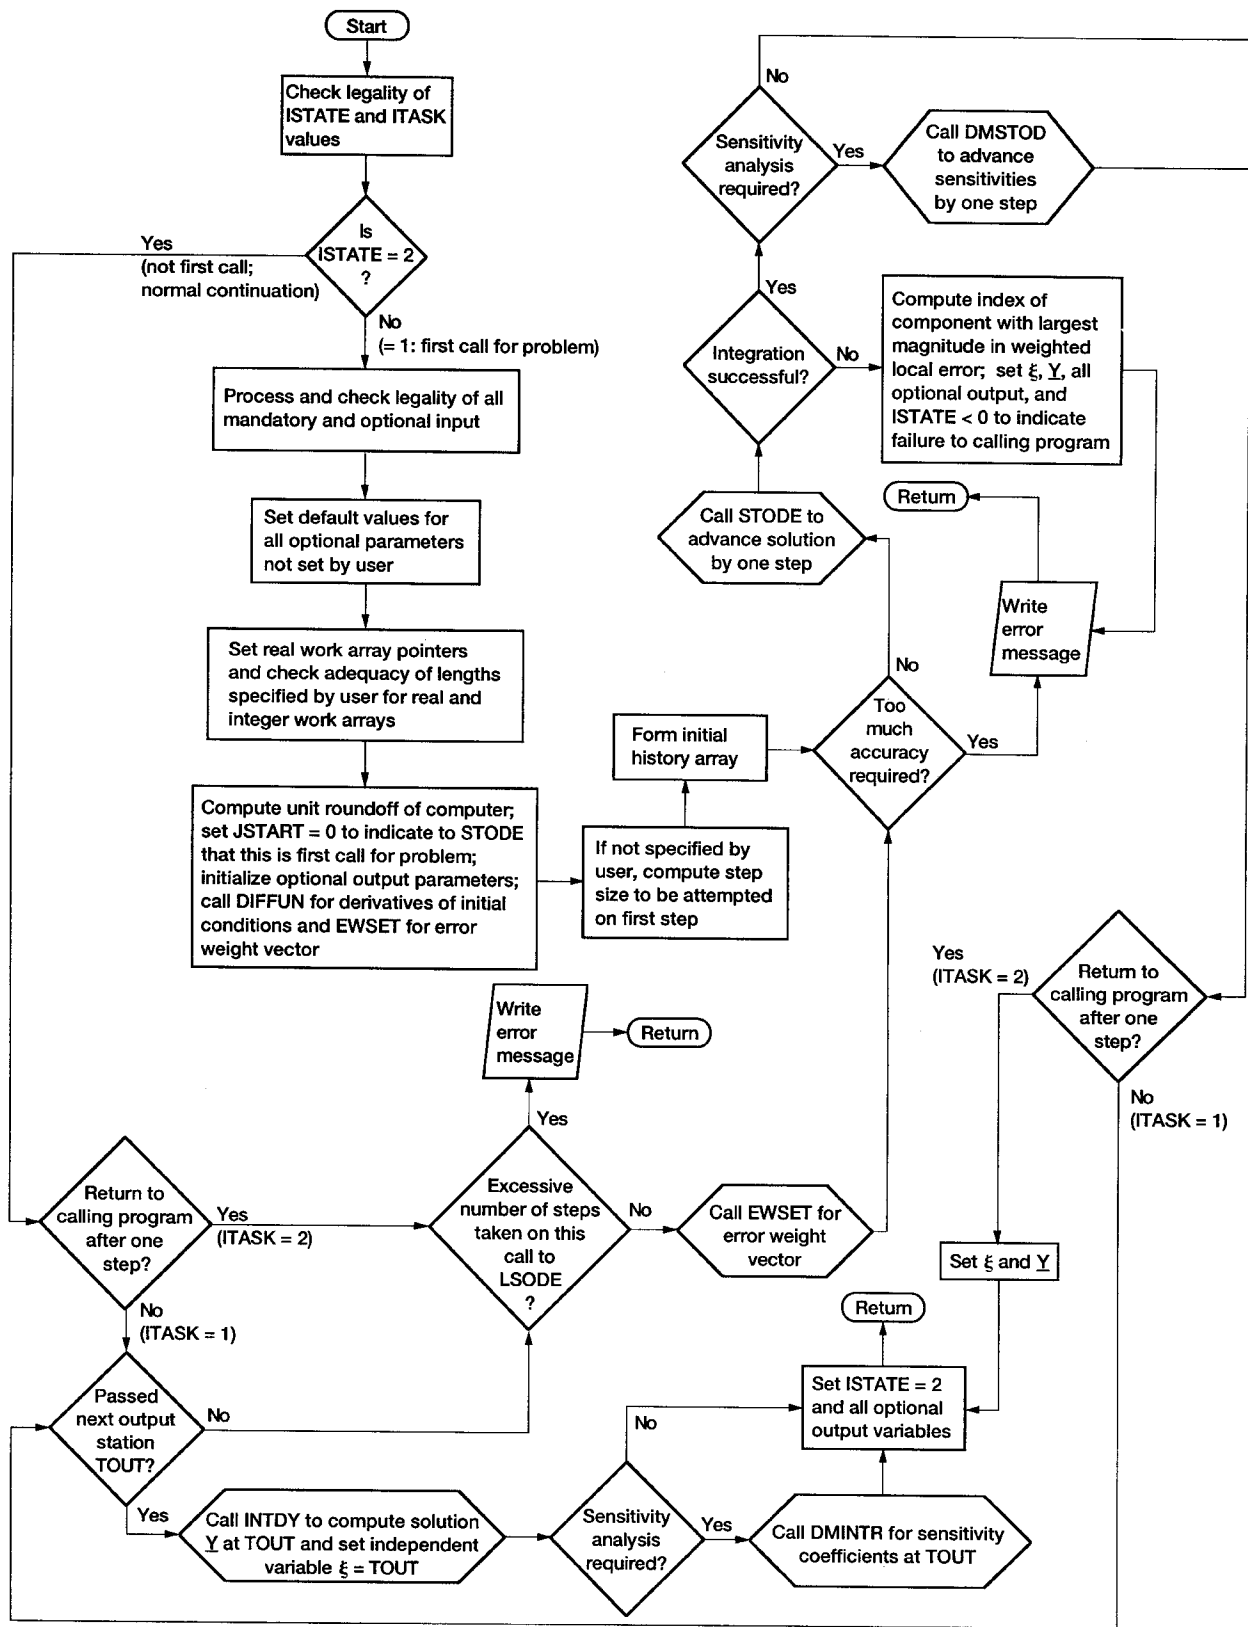 Start
Check legality of
ISTATE and ITASK
values
Is
ISTATE = 2
?
Yes
(not first call;
normal continuation)
No
(= 1: first call for problem)
Process and check legality of all
mandatory and optional input
Set default values for
all optional parameters
not set by user
Set real work array pointers
and check adequacy of lengths
specified by user for real and
integer work arrays
Compute unit roundoff of computer;
set JSTART = 0 to indicate to STODE
that this is first call for problem;
initialize optional output parameters;
call DIFFUN for derivatives of initial
conditions and EWSET for error
weight vector
If not specified by
user, compute step
size to be attempted
on first step
Form initial
history array
Too
much
accuracy
required?
No
Yes
Write
error
message
Return
Call STODE to
advance solution
by one step
Integration
successful?
No
Compute index of
component with largest
magnitude in weighted
local error; set ξ, Y, all
optional output, and
ISTATE < 0 to indicate
failure to calling program
Yes
Sensitivity
analysis
required?
No
Yes
Call DMSTOD
to advance
sensitivities
by one step
Return to
calling program
after one
step?
Yes
(ITASK = 2)
No
(ITASK = 1)
Set ξ and Y
Write
error
message
Return
Yes
Return to
calling program
after one
step?
Yes
(ITASK = 2)
No
(ITASK = 1)
Excessive
number of steps
taken on this
call to
LSODE
?
No
Call EWSET for
error weight
vector
Passed
next output
station
TOUT?
No
Yes
Call INTDY to compute solution
Y at TOUT and set independent
variable ξ = TOUT
Sensitivity
analysis
required?
No
Yes
Call DMINTR for sensitivity
coefficients at TOUT
Set ISTATE = 2
and all optional
output variables
Return